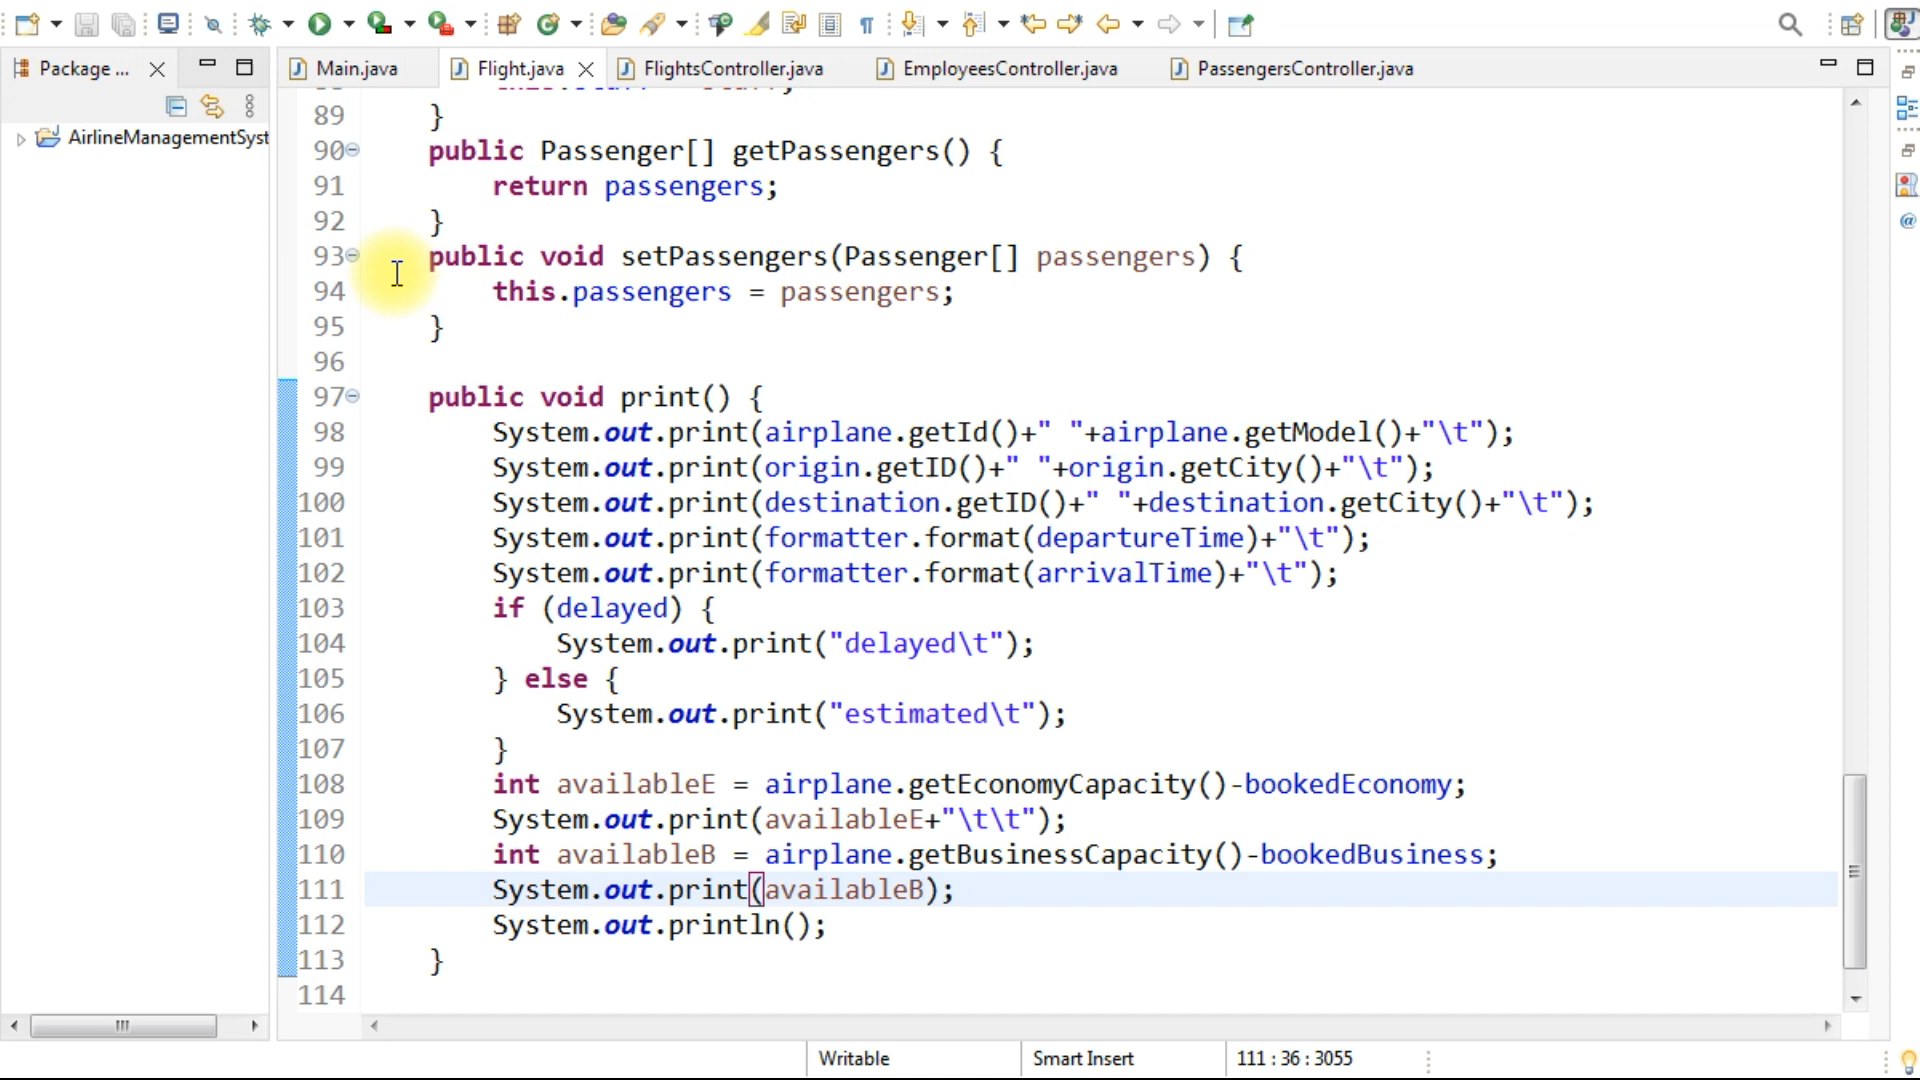 Package ...
Main.java
Flight.java
FlightsController.java
EmployeesController.java
PassengersController.java
AirlineManagementSyst
89 }
90 public Passenger[] getPassengers() {
91 return passengers;
92 }
93 public void setPassengers(Passenger[] passengers) {
94 this.passengers = passengers;
95 }
96
97 public void print() {
98 System.out.print(airplane.getId()+" "+airplane.getModel()+"\t");
99 System.out.print(origin.getID()+" "+origin.getCity()+"\t");
100 System.out.print(destination.getID()+" "+destination.getCity()+"\t");
101 System.out.print(formatter.format(departureTime)+"\t");
102 System.out.print(formatter.format(arrivalTime)+"\t");
103 if (delayed) {
104 System.out.print("delayed\t");
105 } else {
106 System.out.print("estimated\t");
107 }
108 int availableE = airplane.getEconomyCapacity()-bookedEconomy;
109 System.out.print(availableE+"\t\t");
110 int availableB = airplane.getBusinessCapacity()-bookedBusiness;
111 System.out.print(availableB);
112 System.out.println();
113 }
114
Writable
Smart Insert
111 : 36 : 3055